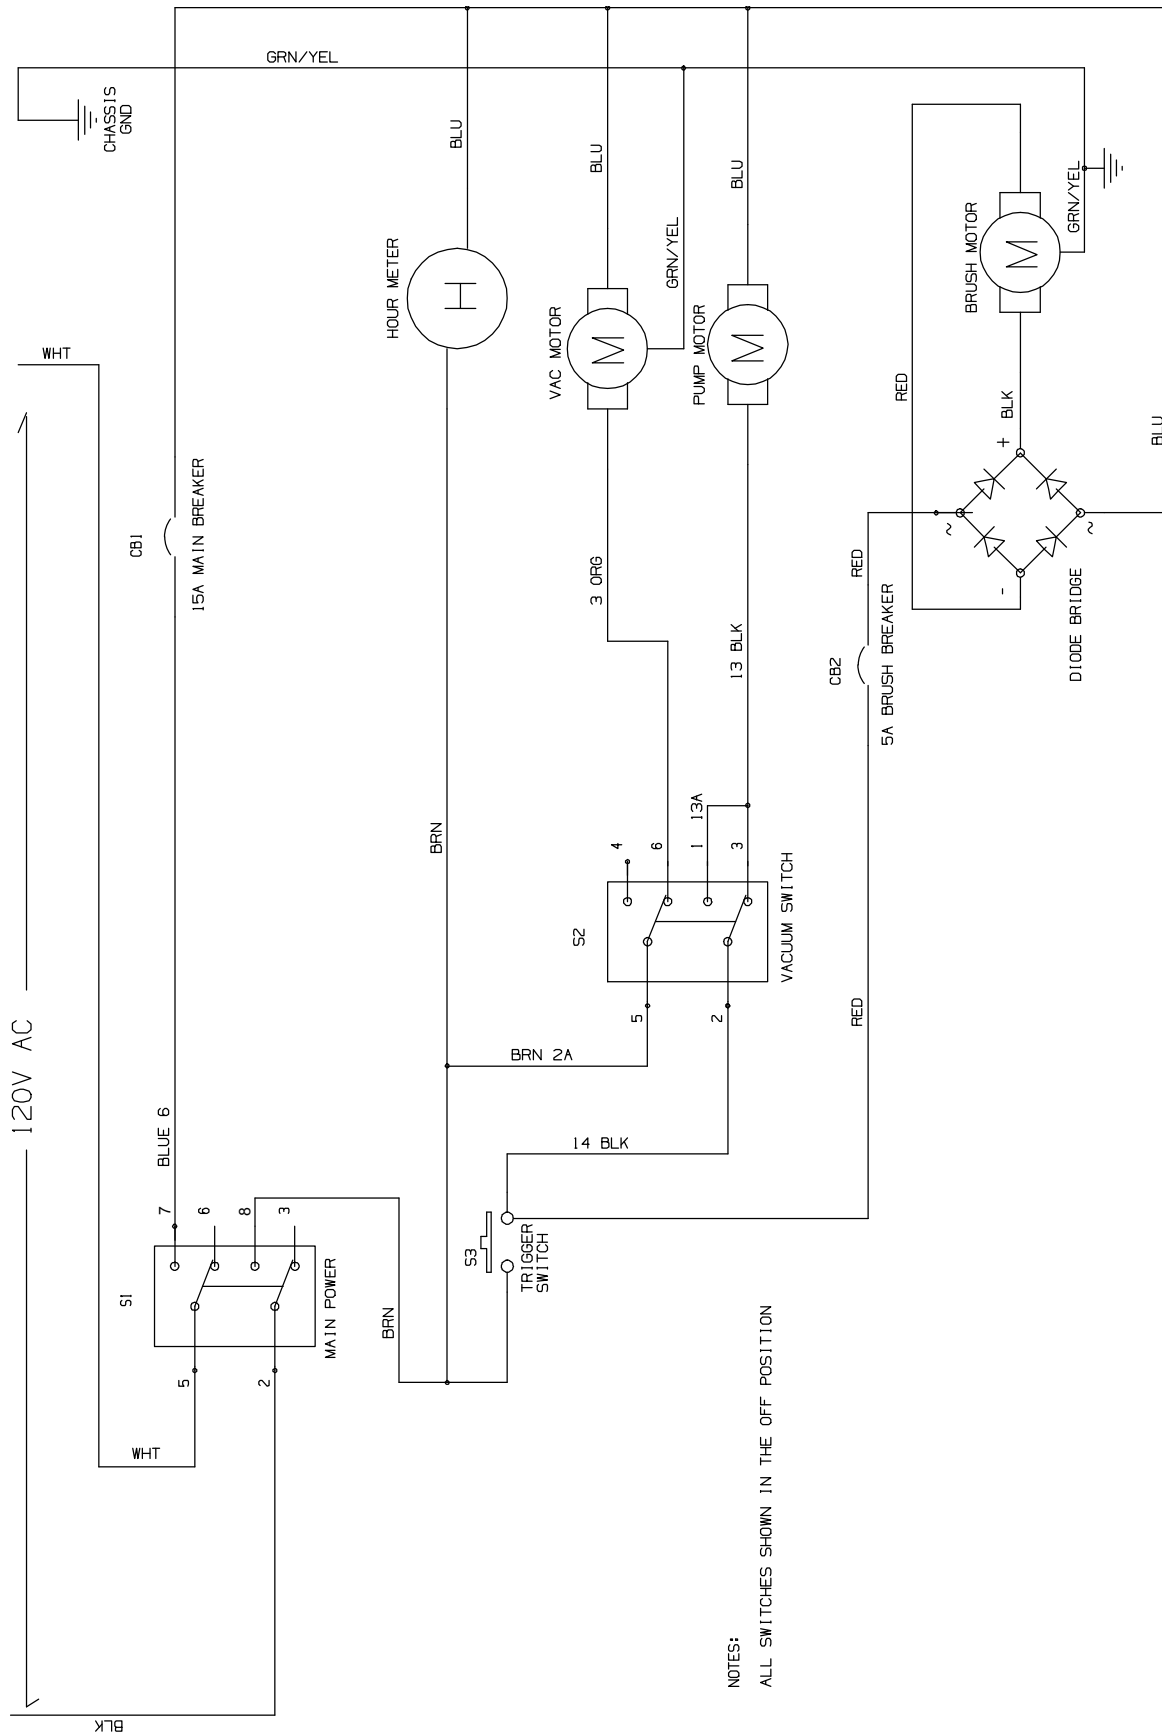 120V AC
BLK
WHT
WHT
GRN/YEL
CHASSIS
GND
CB1
15A MAIN BREAKER
BLUE 6
S1
MAIN POWER
7
6
8
3
5
2
BRN
BRN
HOUR METER
H
BLU
VAC MOTOR
M
BLU
GRN/YEL
PUMP MOTOR
M
BLU
3 ORG
13 BLK
13A
S2
VACUUM SWITCH
4
6
1
3
5
2
BRN 2A
14 BLK
S3
TRIGGER
SWITCH
RED
CB2
5A BRUSH BREAKER
RED
RED
BRUSH MOTOR
M
GRN/YEL
BLK
+
-
~
~
DIODE BRIDGE
BLU
NOTES:
ALL SWITCHES SHOWN IN THE OFF POSITION